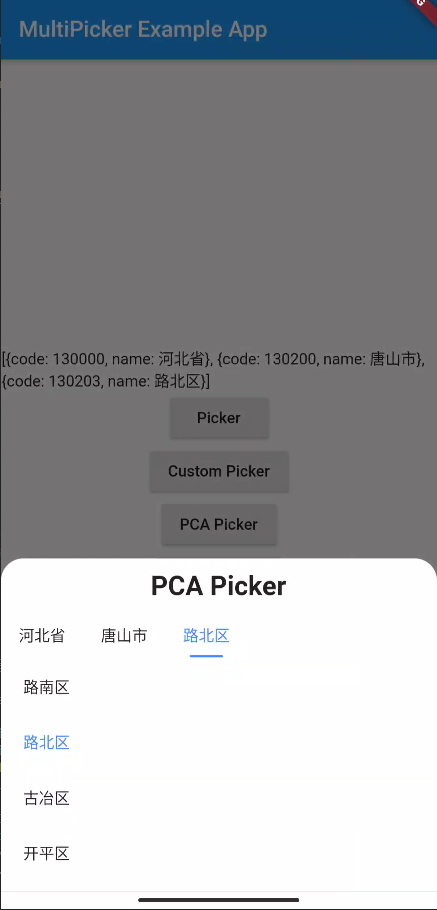 MultiPicker Example App
[{code: 130000, name: 河北省}, {code: 130200, name: 唐山市},
{code: 130203, name: 路北区}]
Picker
Custom Picker
PCA Picker
PCA Picker
河北省 唐山市 路北区
路南区
路北区
古冶区
开平区